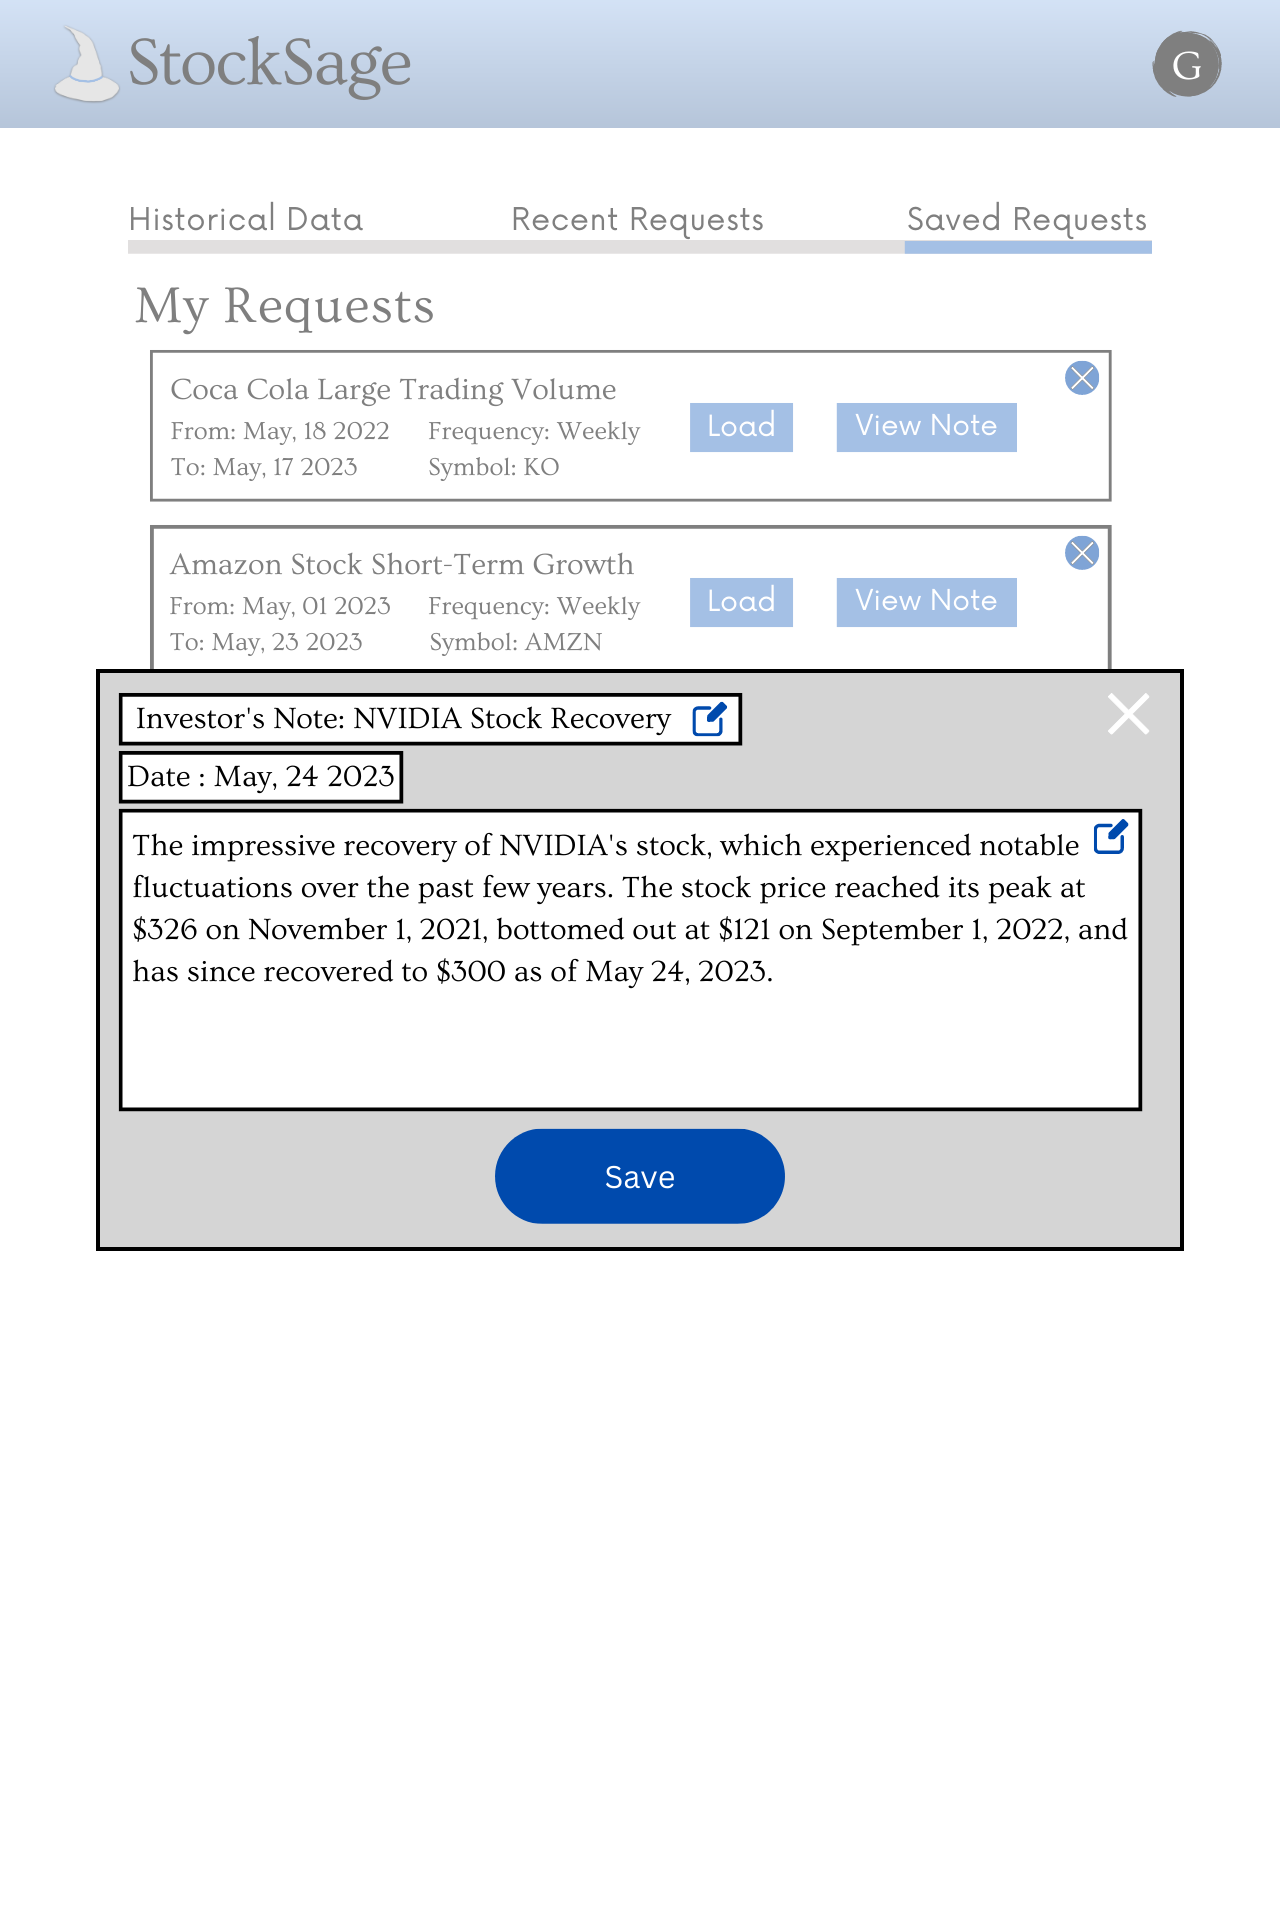 StockSage
G
Historical Data
Recent Requests
Saved Requests
My Requests
Coca Cola Large Trading Volume
From: May, 18 2022
Frequency: Weekly
To: May, 17 2023
Symbol: KO
Load
View Note
Amazon Stock Short-Term Growth
From: May, 01 2023
Frequency: Weekly
To: May, 23 2023
Symbol: AMZN
Load
View Note
Investor's Note: NVIDIA Stock Recovery
Date : May, 24 2023
The impressive recovery of NVIDIA's stock, which experienced notable
fluctuations over the past few years. The stock price reached its peak at
$326 on November 1, 2021, bottomed out at $121 on September 1, 2022, and
has since recovered to $300 as of May 24, 2023.
Save